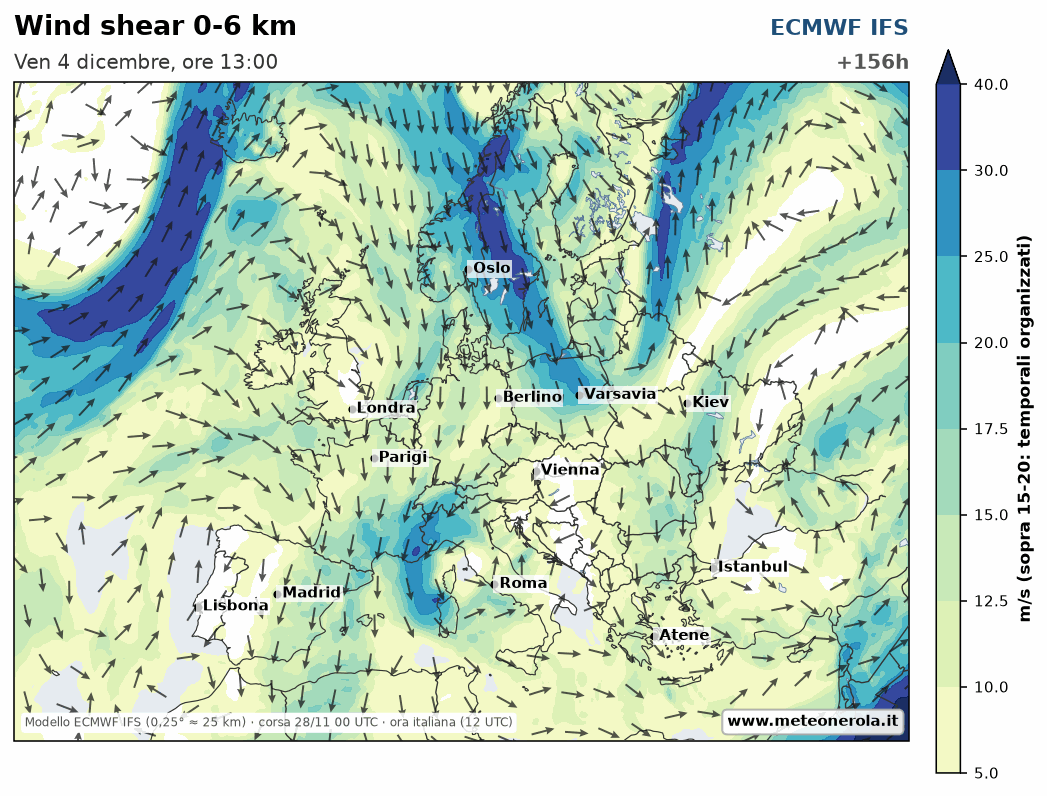 Wind shear 0-6 km
ECMWF IFS
Ven 4 dicembre, ore 13:00
+156h
40.0
30.0
25.0
20.0
17.5
15.0
12.5
10.0
5.0
m/s (sopra 15-20: temporali organizzati)
Oslo
Berlino
Varsavia
Kiev
Londra
Parigi
Vienna
Istanbul
Roma
Madrid
Lisbona
Atene
Modello ECMWF IFS (0,25° ≈ 25 km) · corsa 28/11 00 UTC · ora italiana (12 UTC)
www.meteonerola.it